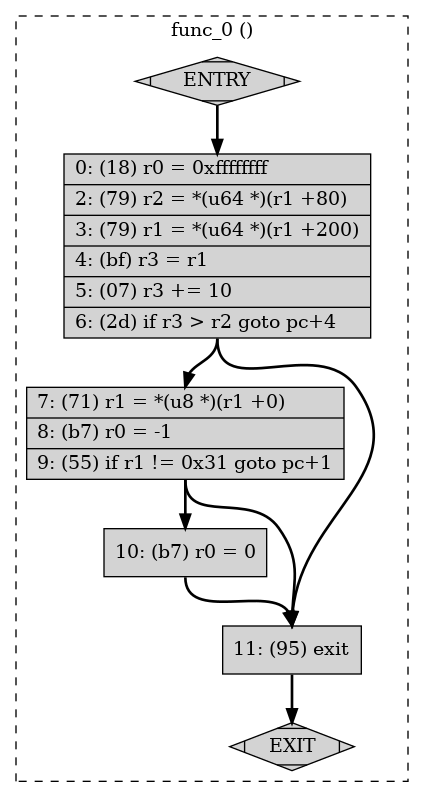 func_0 ()
ENTRY
0: (18) r0 = 0xffffffff
2: (79) r2 = *(u64 *)(r1 +80)
3: (79) r1 = *(u64 *)(r1 +200)
4: (bf) r3 = r1
5: (07) r3 += 10
6: (2d) if r3 > r2 goto pc+4
7: (71) r1 = *(u8 *)(r1 +0)
8: (b7) r0 = -1
9: (55) if r1 != 0x31 goto pc+1
10: (b7) r0 = 0
11: (95) exit
EXIT